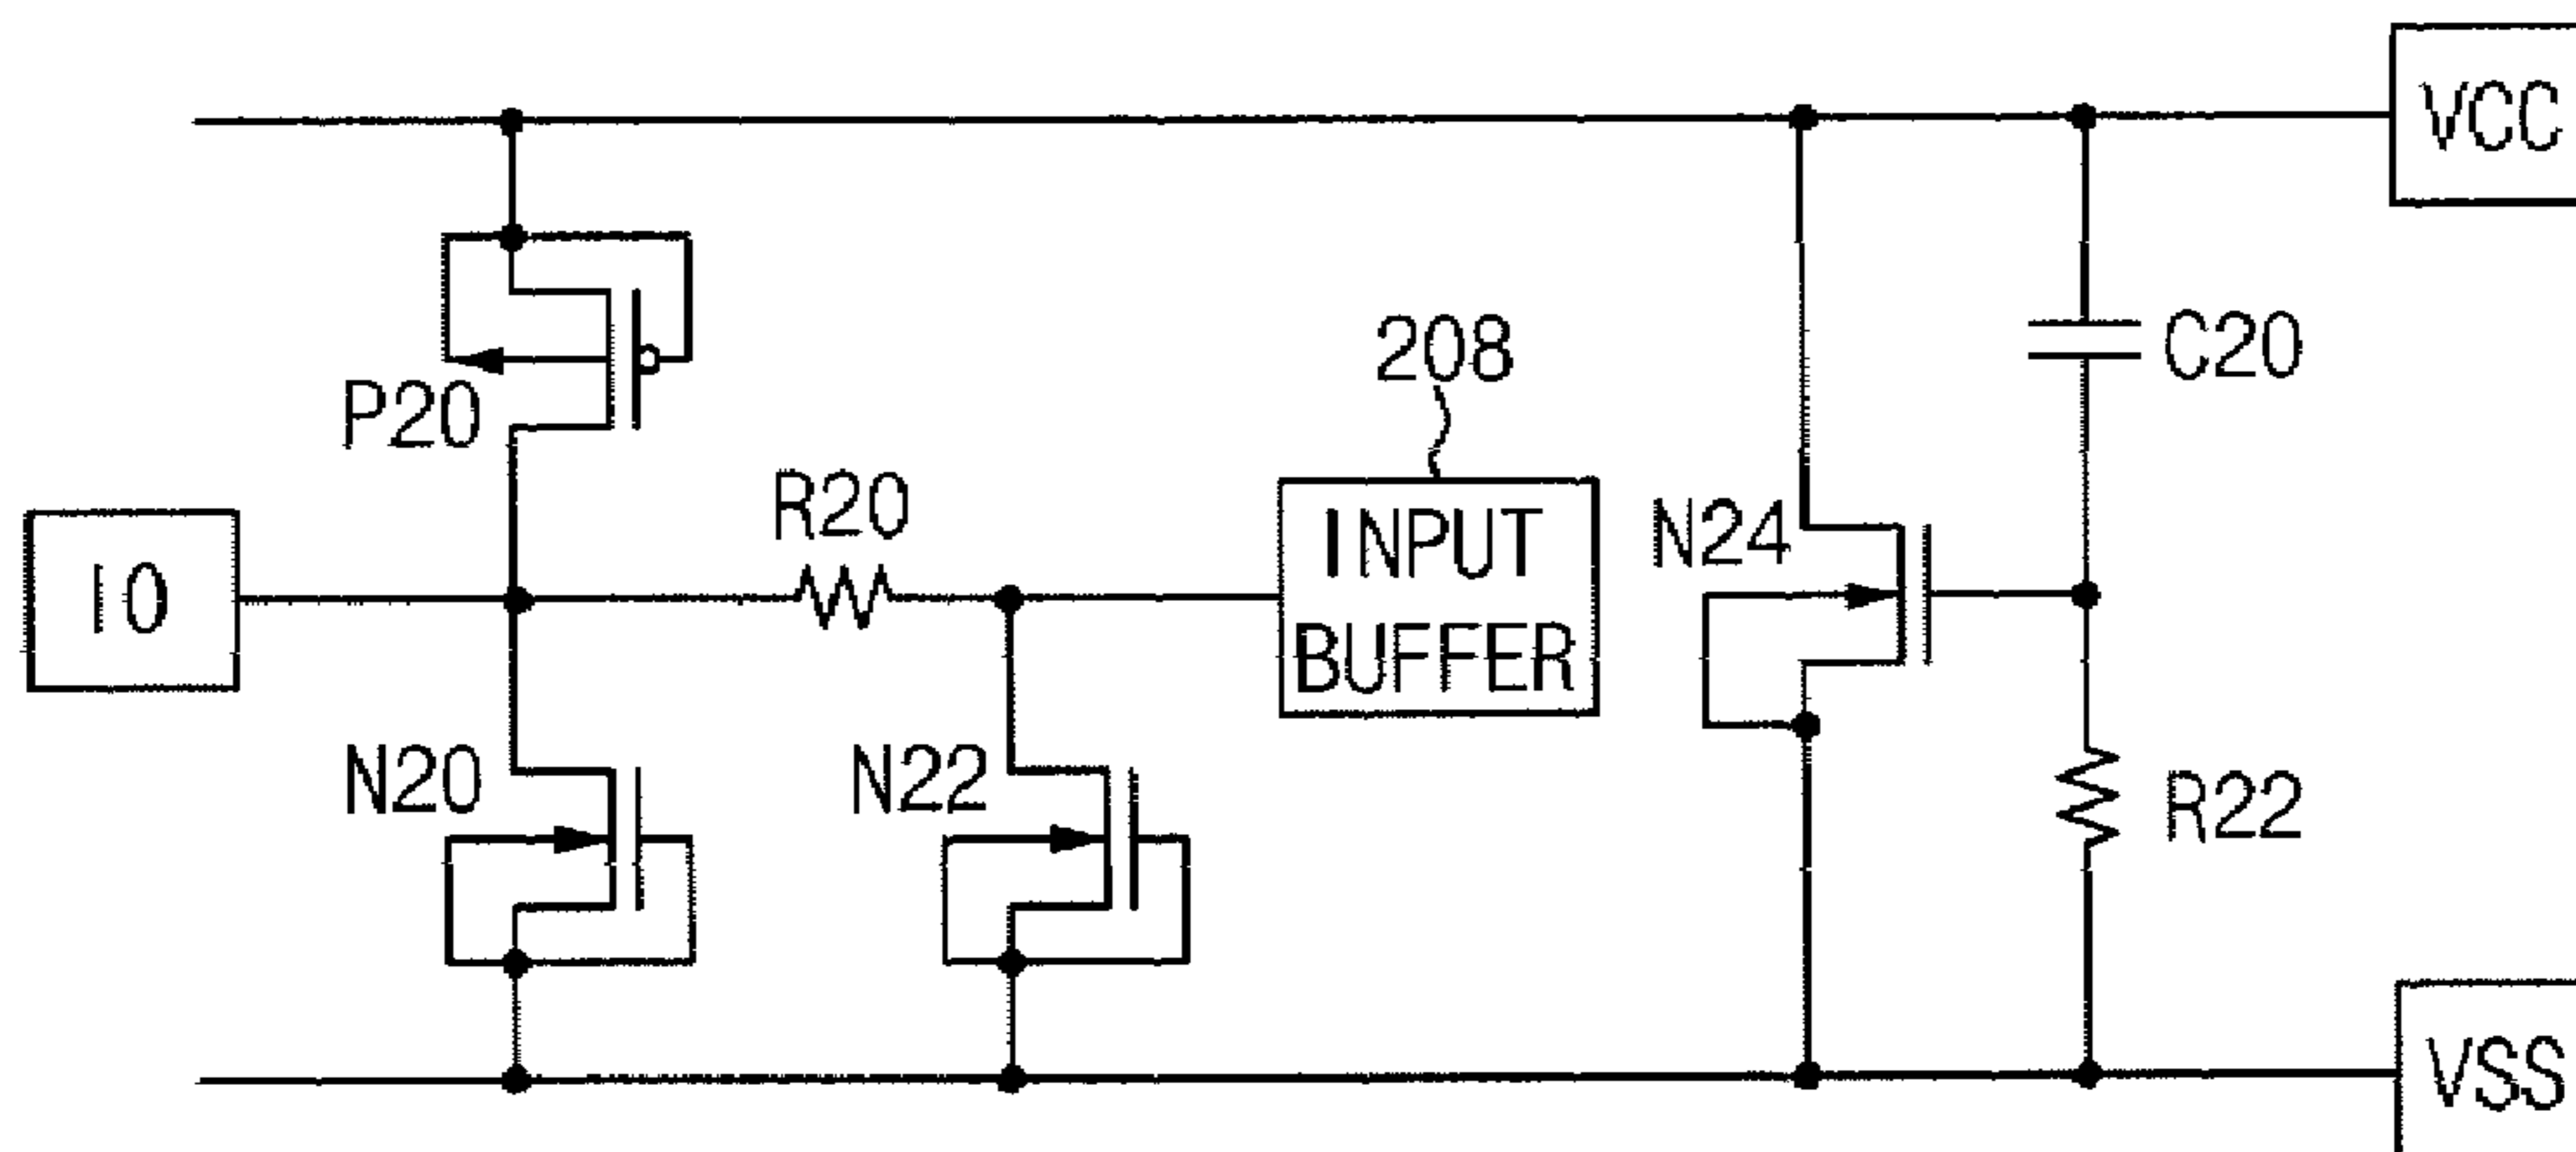 VCC
208
C20
P20
R20
N24
INPUT
BUFFER
IO
N20
N22
R22
VSS